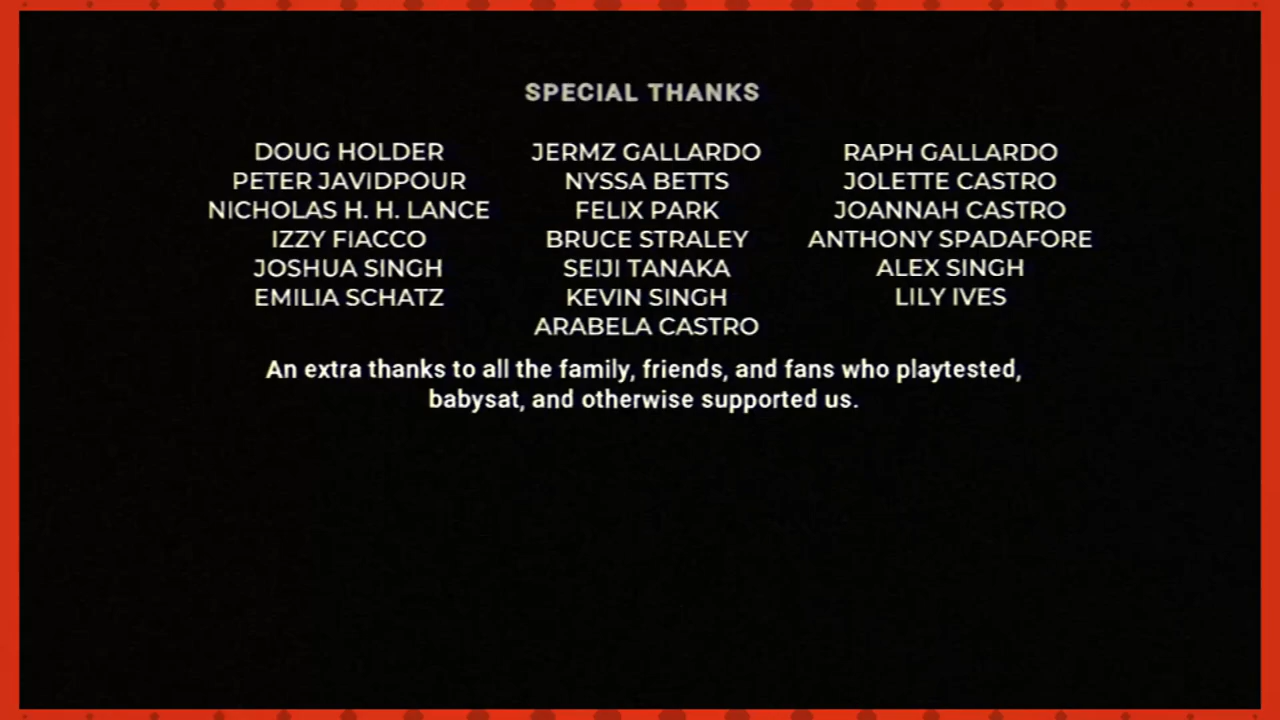 SPECIAL THANKS
DOUG HOLDER
PETER JAVIDPOUR
NICHOLAS H. H. LANCE
IZZY FIACCO
JOSHUA SINGH
EMILIA SCHATZ
JERMZ GALLARDO
NYSSA BETTS
FELIX PARK
BRUCE STRALEY
SEIJI TANAKA
KEVIN SINGH
ARABELA CASTRO
RAPH GALLARDO
JOLETTE CASTRO
JOANNAH CASTRO
ANTHONY SPADAFORE
ALEX SINGH
LILY IVES
An extra thanks to all the family, friends, and fans who playtested,
babysat, and otherwise supported us.